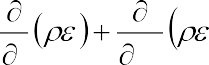 ∂/∂ (ρε) + ∂/∂ (ρε